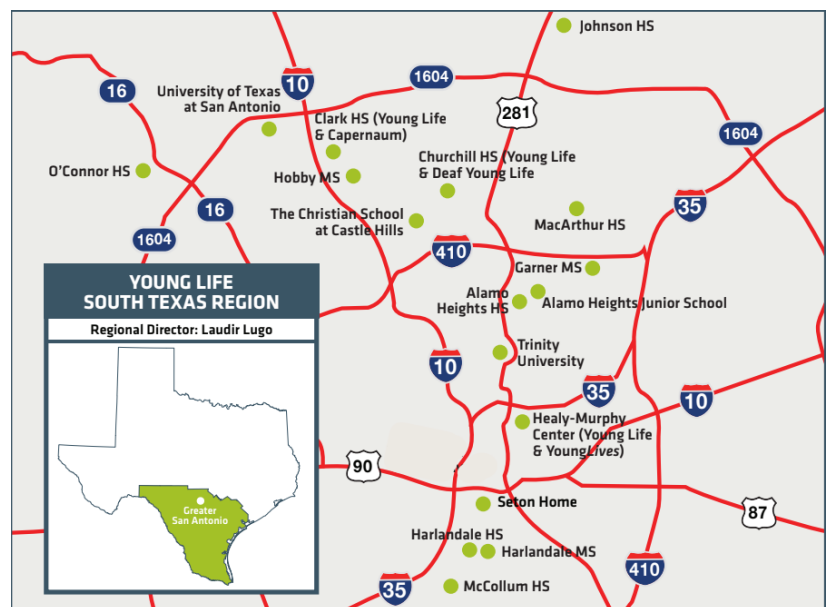 Johnson HS
10
1604
16
University of Texas
at San Antonio
281
Clark HS (Young Life
& Capernaum)
1604
Churchill HS (Young Life
& Deaf Young Life
O'Connor HS
Hobby MS
16
35
The Christian School
at Castle Hills
MacArthur HS
1604
410
Garner MS
YOUNG LIFE
SOUTH TEXAS REGION
Regional Director: Laudir Lugo
Greater
San Antonio
Alamo
Heights HS
Alamo Heights Junior School
Trinity
University
10
35
10
Healy-Murphy
Center (Young Life
& YoungLives)
90
Seton Home
87
Harlandale HS
Harlandale MS
410
35
McCollum HS